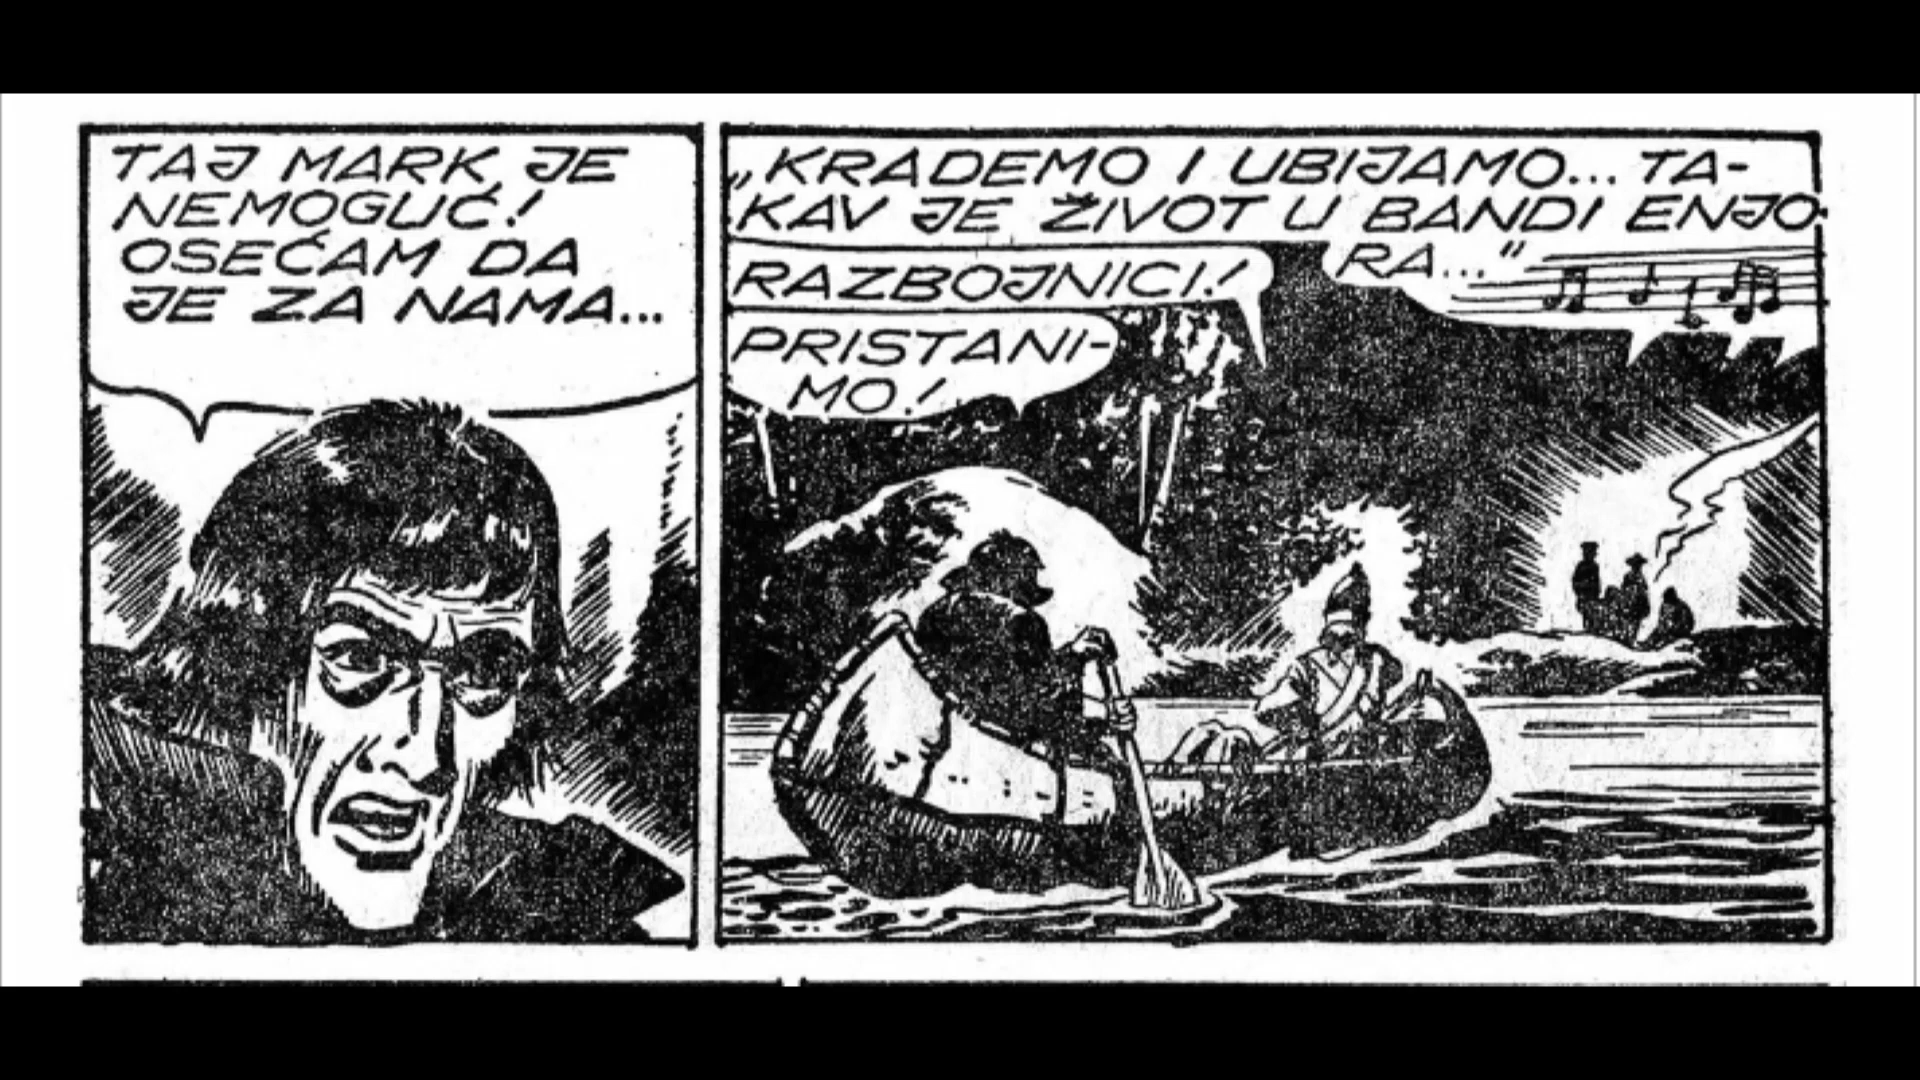 TAJ MARK JE
NEMOGUĆ!
OSEĆAM DA
JE ZA NAMA...
„KRADEMO I UBIJAMO... TA-
KAV JE ŽIVOT U BANDI ENJO-
RA..."
RAZBOJNICI!
PRISTANI-
MO!